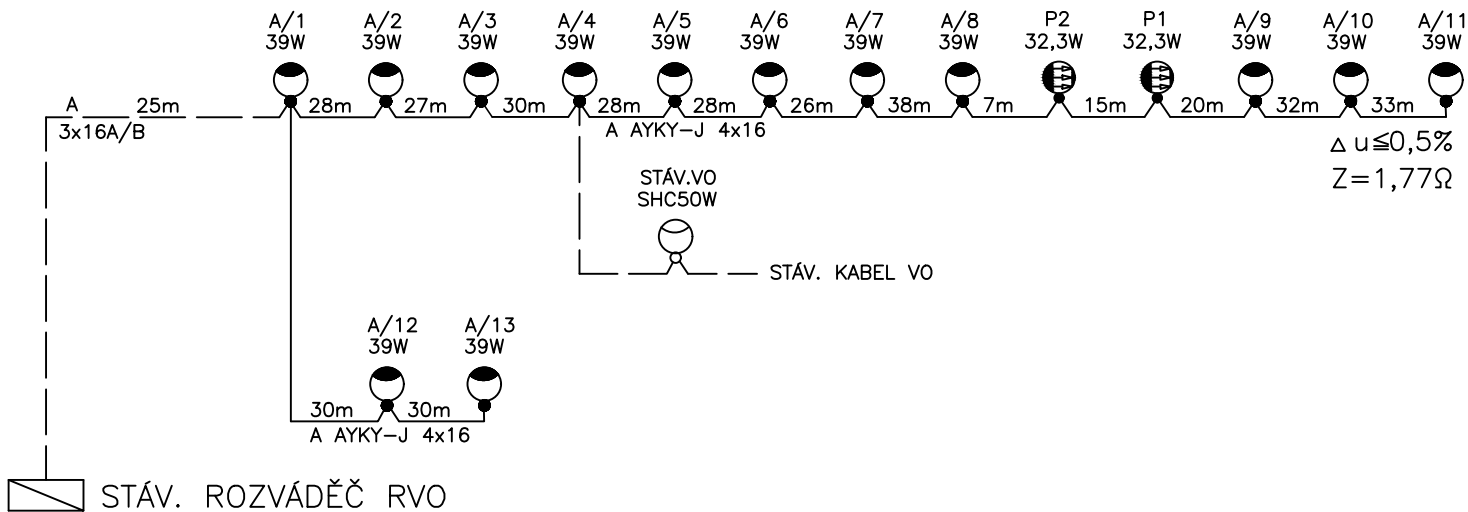 A/1 A/2 A/3 A/4 A/5 A/6 A/7 A/8 P2 P1 A/9 A/10 A/11
39W 39W 39W 39W 39W 39W 39W 39W 32,3W 32,3W 39W 39W 39W
A 25m 28m 27m 30m 28m 28m 26m 38m 7m 15m 20m 32m 33m
3x16A/B A AYKY-J 4x16
Δ u≦0,5%
Z=1,77Ω
STÁV.VO
SHC50W
STÁV. KABEL VO
A/12 A/13
39W 39W
30m 30m
A AYKY-J 4x16
STÁV. ROZVÁDĚČ RVO